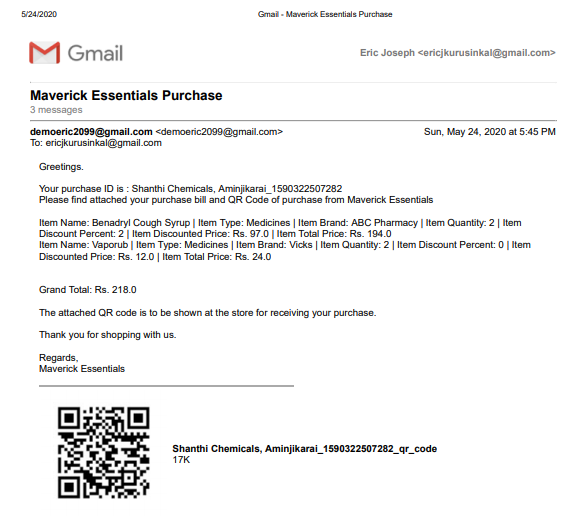 5/24/2020 Gmail - Maverick Essentials Purchase
Gmail Eric Joseph <ericjkurusinkal@gmail.com>
Maverick Essentials Purchase
3 messages
demoeric2099@gmail.com <demoeric2099@gmail.com> Sun, May 24, 2020 at 5:45 PM
To: ericjkurusinkal@gmail.com
Greetings.
Your purchase ID is : Shanthi Chemicals, Aminjikarai_1590322507282
Please find attached your purchase bill and QR Code of purchase from Maverick Essentials
Item Name: Benadryl Cough Syrup | Item Type: Medicines | Item Brand: ABC Pharmacy | Item Quantity: 2 | Item
Discount Percent: 2 | Item Discounted Price: Rs. 97.0 | Item Total Price: Rs. 194.0
Item Name: Vaporub | Item Type: Medicines | Item Brand: Vicks | Item Quantity: 2 | Item Discount Percent: 0 | Item
Discounted Price: Rs. 12.0 | Item Total Price: Rs. 24.0
Grand Total: Rs. 218.0
The attached QR code is to be shown at the store for receiving your purchase.
Thank you for shopping with us.
Regards,
Maverick Essentials
Shanthi Chemicals, Aminjikarai_1590322507282_qr_code
17K